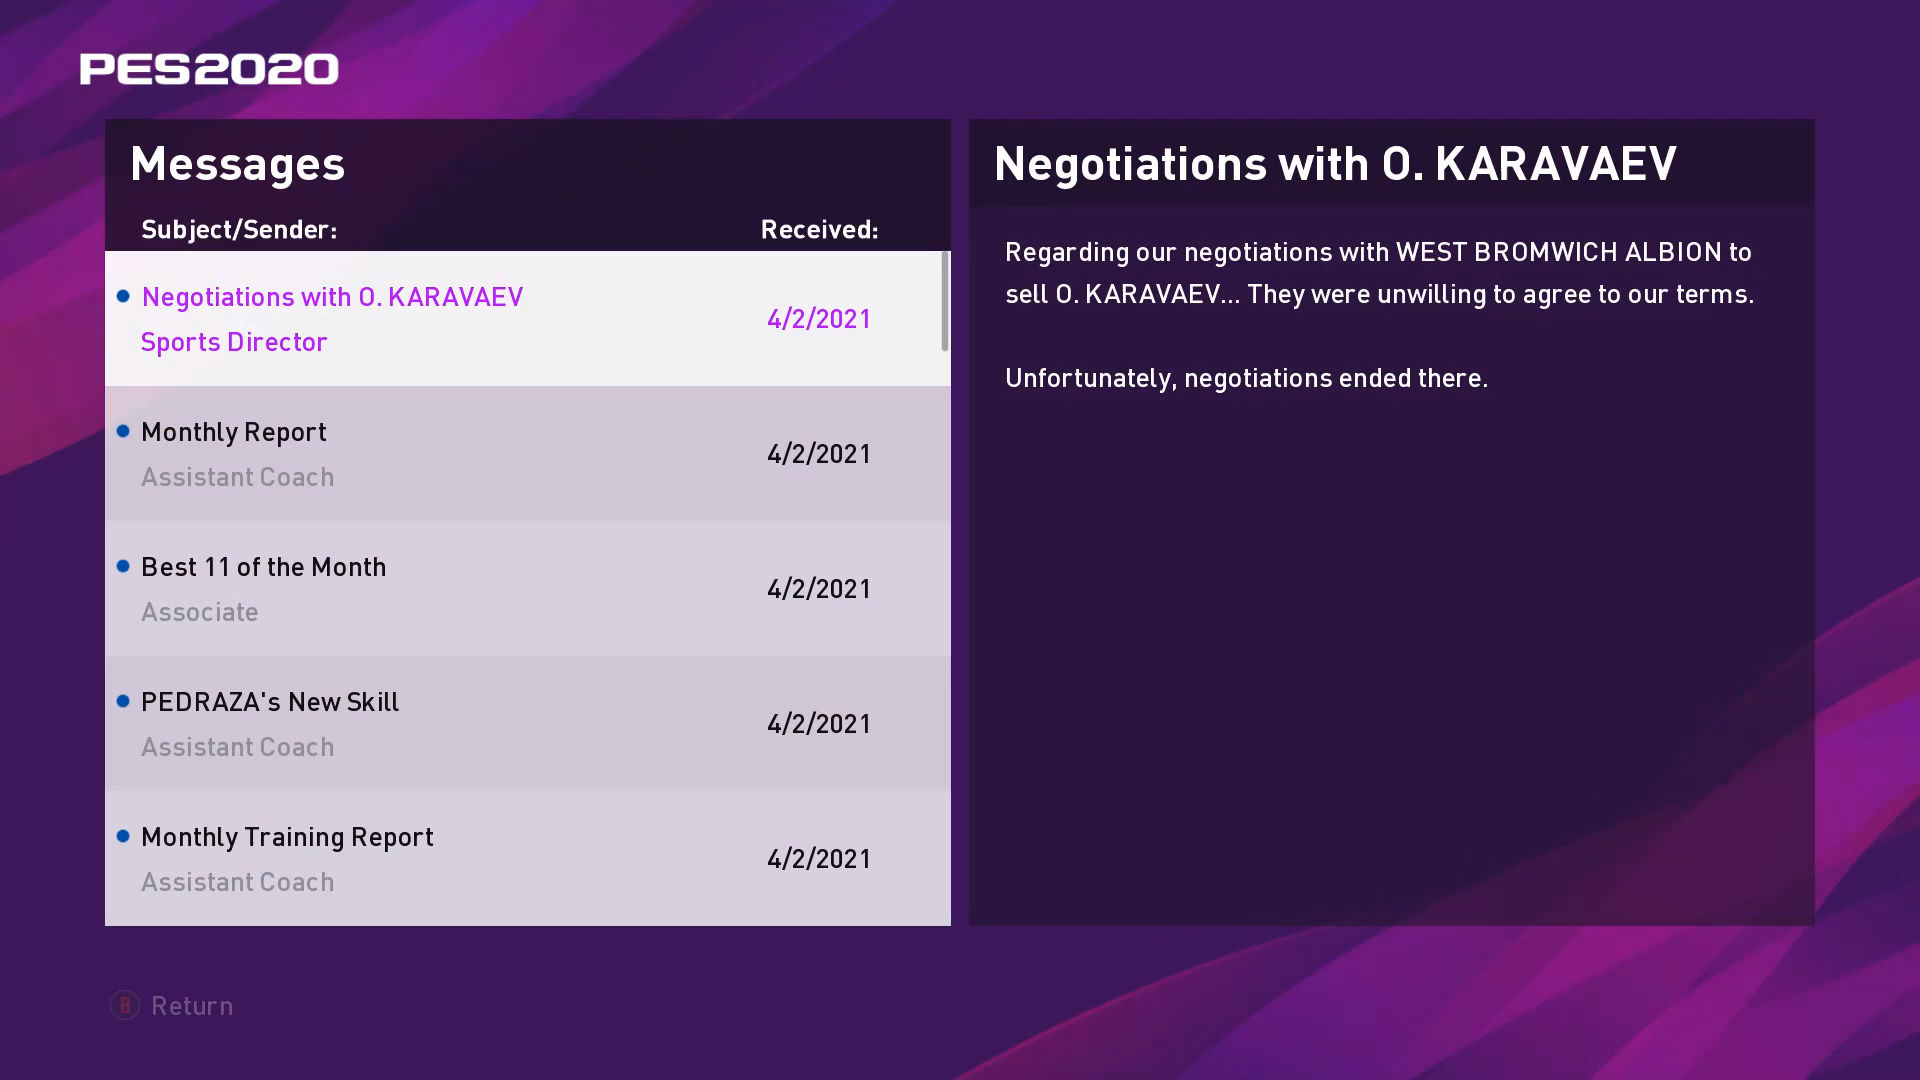 PES2020
Messages
Subject/Sender:
Received:
Negotiations with O. KARAVAEV
Sports Director
4/2/2021
Monthly Report
Assistant Coach
4/2/2021
Best 11 of the Month
Associate
4/2/2021
PEDRAZA's New Skill
Assistant Coach
4/2/2021
Monthly Training Report
Assistant Coach
4/2/2021
Negotiations with O. KARAVAEV
Regarding our negotiations with WEST BROMWICH ALBION to
sell O. KARAVAEV... They were unwilling to agree to our terms.
Unfortunately, negotiations ended there.
B Return